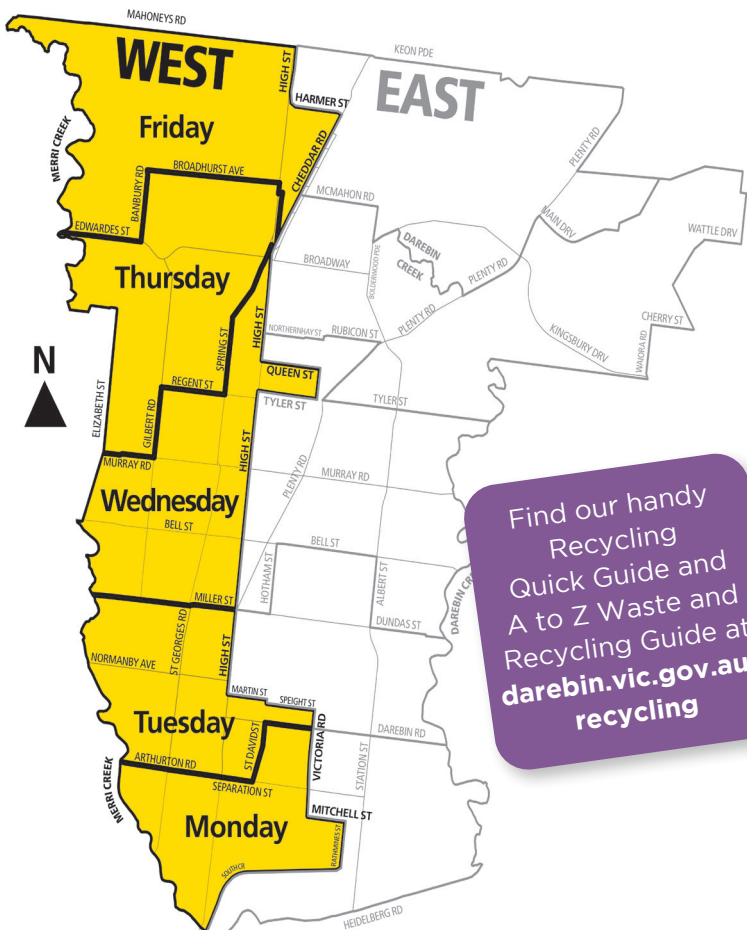 MAHONEYS RD
WEST
HIGH ST
KEON PDE
EAST
HARMER ST
Friday
MERRI CREEK
CHEDDAR RD
PLENTY RD
BROADHURST AVE
BANBURY RD
MCMAHON RD
MAIN DRV
WATTLE DRV
EDWARDES ST
DAREBIN
CREEK
BROADWAY
BOLDERWOOD PDE
PLENTY RD
Thursday
CHERRY ST
HIGH ST
SPRING ST
NORTHERNHAY ST
RUBICON ST
PLENTY RD
KINGSBURY DRV
WAIORA RD
N
QUEEN ST
REGENT ST
ELIZABETH ST
GILBERT RD
TYLER ST
TYLER ST
HIGH ST
MURRAY RD
PLENTY RD
MURRAY RD
Wednesday
BELL ST
BELL ST
HOTHAM ST
ALBERT ST
MILLER ST
DUNDAS ST
ST GEORGES RD
HIGH ST
NORMANBY AVE
MARTIN ST
SPEIGHT ST
Tuesday
ST DAVID ST
VICTORIA RD
DAREBIN RD
STATION ST
ARTHURTON RD
SEPARATION ST
MERRI CREEK
MITCHELL ST
Monday
RATHMINES ST
SOUTH CR
HEIDELBERG RD
Find our handy
Recycling
Quick Guide and
A to Z Waste and
Recycling Guide at
darebin.vic.gov.au
recycling
DAREBIN